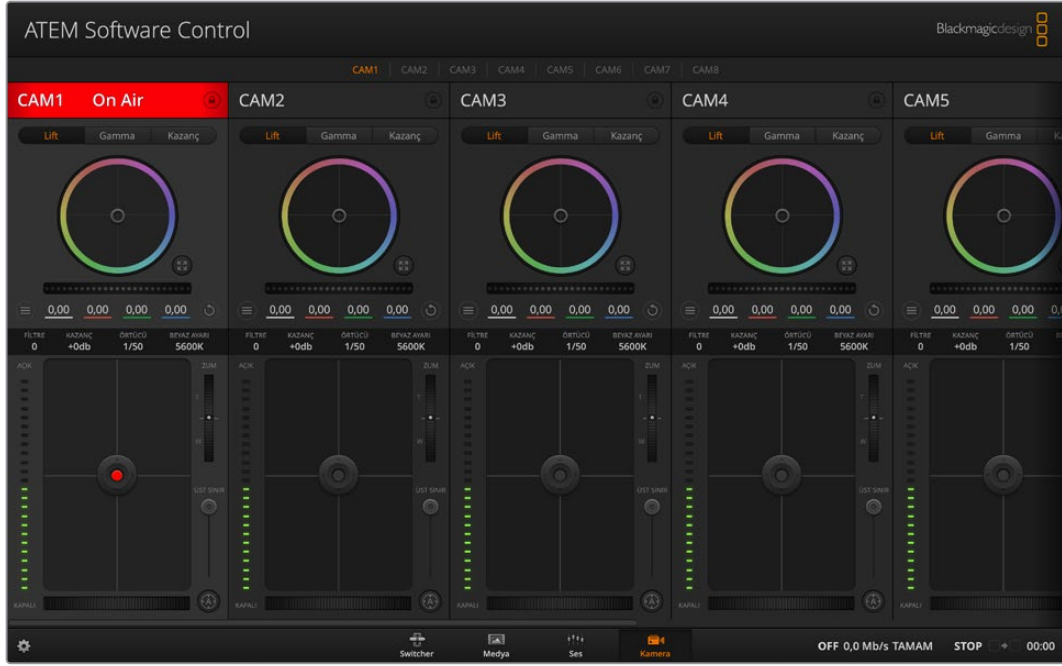 ATEM Software Control
Blackmagicdesign
CAM1 CAM2 CAM3 CAM4 CAM5 CAM6 CAM7 CAM8
CAM1 On Air CAM2 CAM3 CAM4 CAM5
Lift Gamma Kazanç Lift Gamma Kazanç Lift Gamma Kazanç Lift Gamma Kazanç Lift Gamma
0,00 0,00 0,00 0,00 0,00 0,00 0,00 0,00 0,00 0,00 0,00 0,00 0,00 0,00 0,00 0,00 0,00 0,00 0,00
FİLTRE KAZANÇ ÖRTÜCÜ BEYAZ AYARI FİLTRE KAZANÇ ÖRTÜCÜ BEYAZ AYARI FİLTRE KAZANÇ ÖRTÜCÜ BEYAZ AYARI FİLTRE KAZANÇ ÖRTÜCÜ BEYAZ AYARI FİLTRE KAZANÇ ÖRTÜCÜ
0 +0db 1/50 5600K 0 +0db 1/50 5600K 0 +0db 1/50 5600K 0 +0db 1/50 5600K 0 +0db 1/50
AÇIK ZUM AÇIK ZUM AÇIK ZUM AÇIK ZUM AÇIK
T T T T
W W W W
ÜST SINIR ÜST SINIR ÜST SINIR ÜST SINIR
KAPALI KAPALI KAPALI KAPALI KAPALI
Switcher Medya Ses Kamera
OFF 0,0 Mb/s TAMAM STOP 00:00